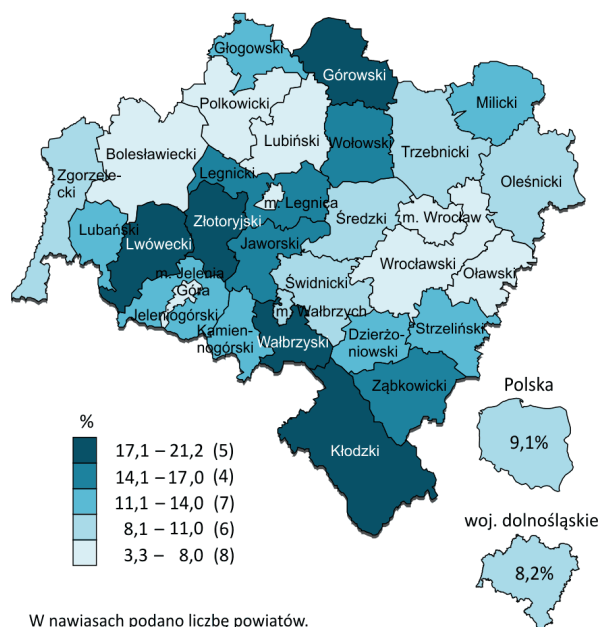 Głogowski
Górowski
Polkowicki
Milicki
Lubiński
Wołowski
Trzebnicki
Bolesławiecki
Zgorzele-
cki
Legnicki
Oleśnicki
m. Legnica
Złotoryjski
Średzki
m. Wrocław
Lubański
Lwówecki
Jaworski
Wrocławski
Oławski
m. Jelenia
Góra
Świdnicki
Jeleniogórski
m. Wałbrzych
Kamien-
nogórski
Wałbrzyski
Dzierżo-
niowski
Strzeliński
Ząbkowicki
Kłodzki
Polska
9,1%
woj. dolnośląskie
8,2%
%
17,1 – 21,2 (5)
14,1 – 17,0 (4)
11,1 – 14,0 (7)
8,1 – 11,0 (6)
3,3 – 8,0 (8)
W nawiasach podano liczbę powiatów.